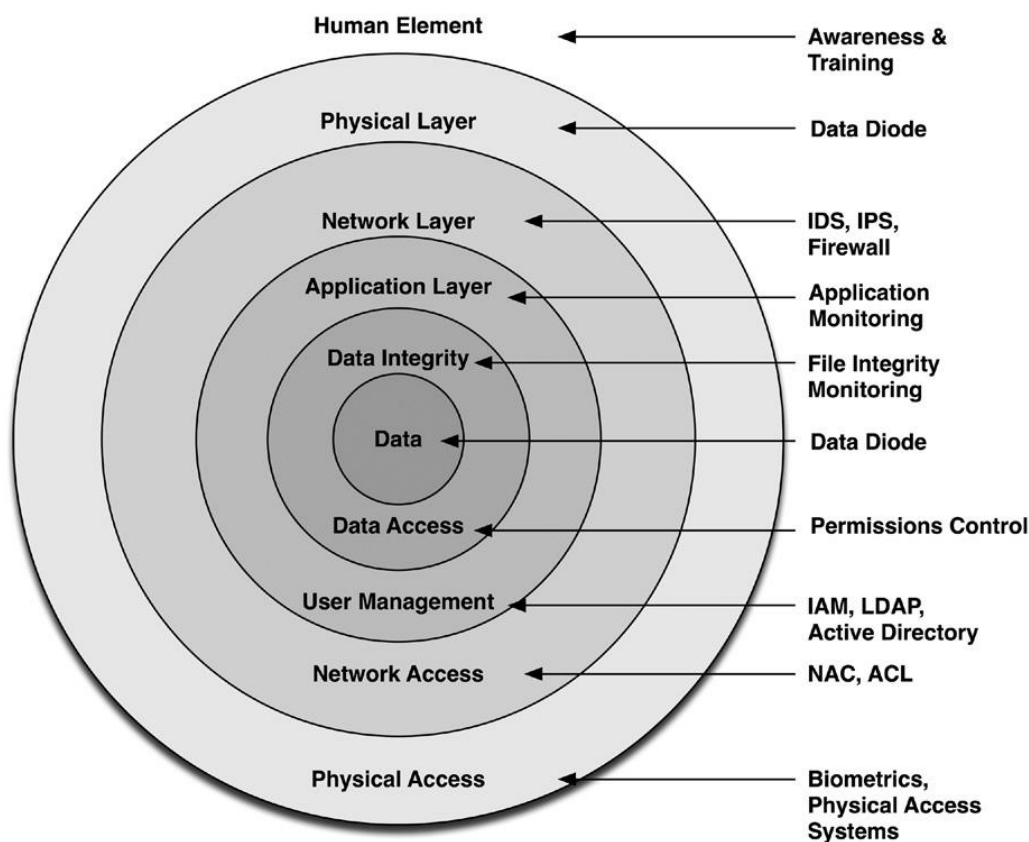 Human Element
Awareness &
Training
Physical Layer
Data Diode
Network Layer
IDS, IPS,
Firewall
Application Layer
Application
Monitoring
Data Integrity
File Integrity
Monitoring
Data
Data Diode
Data Access
Permissions Control
User Management
IAM, LDAP,
Active Directory
Network Access
NAC, ACL
Physical Access
Biometrics,
Physical Access
Systems